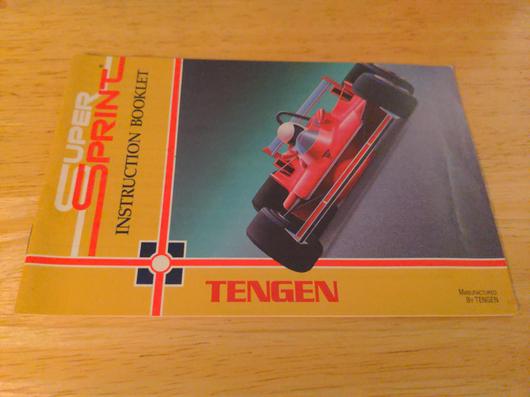 SUPER
SPRINT
INSTRUCTION BOOKLET
TENGEN
MANUFACTURED
BY TENGEN